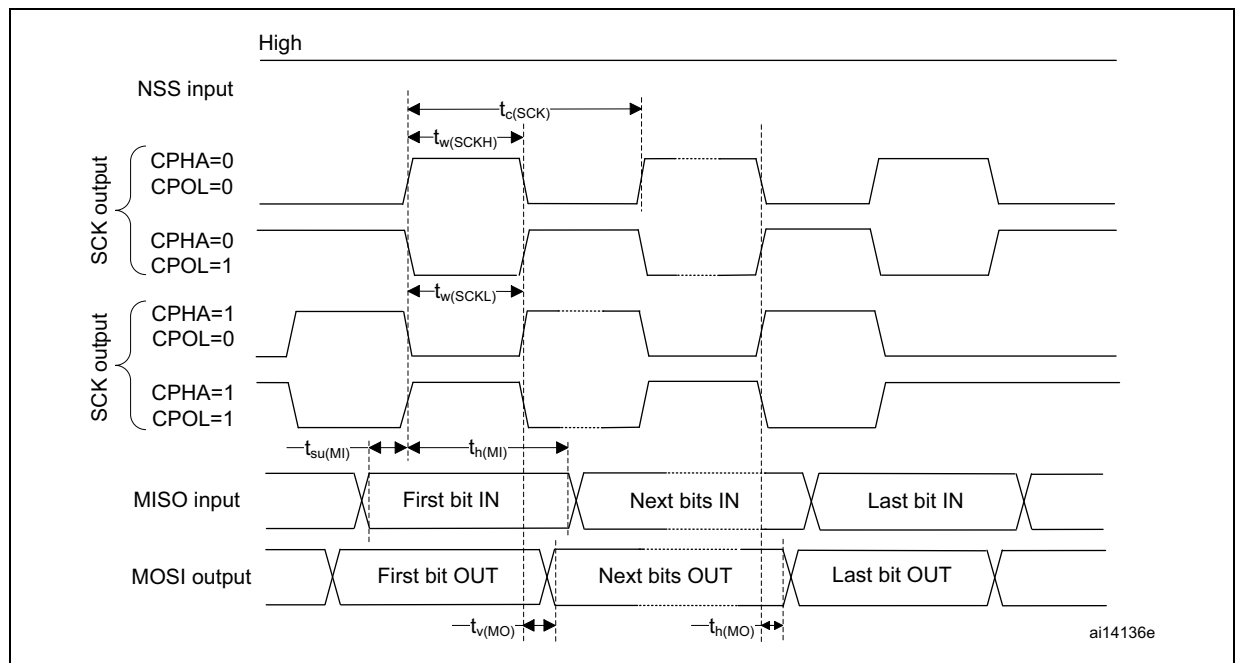 High
NSS input
tc(SCK)
tw(SCKH)
SCK output
CPHA=0
CPOL=0
CPHA=0
CPOL=1
tw(SCKL)
SCK output
CPHA=1
CPOL=0
CPHA=1
CPOL=1
tsu(MI)
th(MI)
MISO input
First bit IN
Next bits IN
Last bit IN
MOSI output
First bit OUT
Next bits OUT
Last bit OUT
tv(MO)
th(MO)
ai14136e